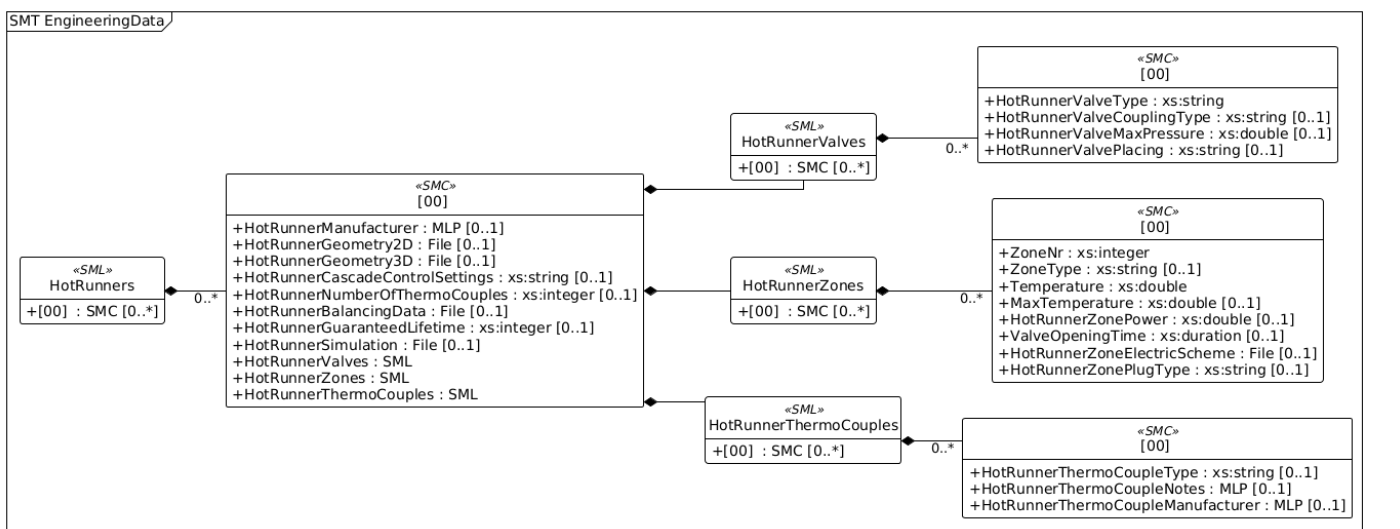 SMT EngineeringData
«SML»
HotRunners
+[00] : SMC [0..*]
0..*
«SMC»
[00]
+HotRunnerManufacturer : MLP [0..1]
+HotRunnerGeometry2D : File [0..1]
+HotRunnerGeometry3D : File [0..1]
+HotRunnerCascadeControlSettings : xs:string [0..1]
+HotRunnerNumberOfThermoCouples : xs:integer [0..1]
+HotRunnerBalancingData : File [0..1]
+HotRunnerGuaranteedLifetime : xs:integer [0..1]
+HotRunnerSimulation : File [0..1]
+HotRunnerValves : SML
+HotRunnerZones : SML
+HotRunnerThermoCouples : SML
«SML»
HotRunnerValves
+[00] : SMC [0..*]
0..*
«SMC»
[00]
+HotRunnerValveType : xs:string
+HotRunnerValveCouplingType : xs:string [0..1]
+HotRunnerValveMaxPressure : xs:double [0..1]
+HotRunnerValvePlacing : xs:string [0..1]
«SML»
HotRunnerZones
+[00] : SMC [0..*]
0..*
«SMC»
[00]
+ZoneNr : xs:integer
+ZoneType : xs:string [0..1]
+Temperature : xs:double
+MaxTemperature : xs:double [0..1]
+HotRunnerZonePower : xs:double [0..1]
+ValveOpeningTime : xs:duration [0..1]
+HotRunnerZoneElectricScheme : File [0..1]
+HotRunnerZonePlugType : xs:string [0..1]
«SML»
HotRunnerThermoCouples
+[00] : SMC [0..*]
0..*
«SMC»
[00]
+HotRunnerThermoCoupleType : xs:string [0..1]
+HotRunnerThermoCoupleNotes : MLP [0..1]
+HotRunnerThermoCoupleManufacturer : MLP [0..1]